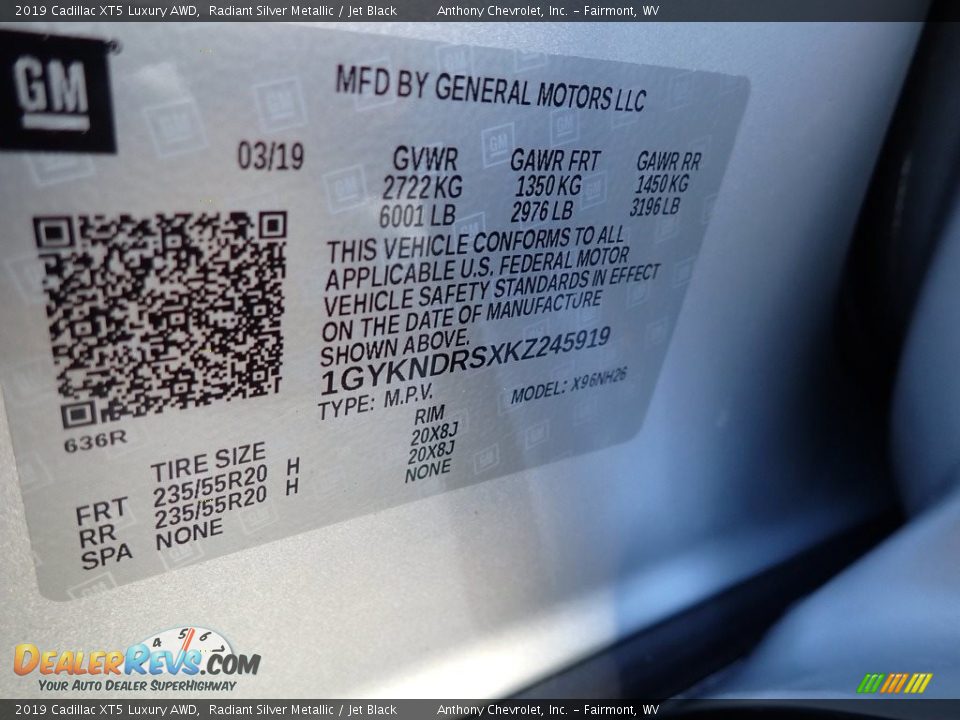 2019 Cadillac XT5 Luxury AWD,  Radiant Silver Metallic / Jet Black     Anthony Chevrolet, Inc. - Fairmont, WV
GM
MFD BY GENERAL MOTORS LLC
03/19 GVWR GAWR FRT GAWR RR
2722 KG 1350 KG 1450 KG
6001 LB 2976 LB 3196 LB
THIS VEHICLE CONFORMS TO ALL
APPLICABLE U.S. FEDERAL MOTOR
VEHICLE SAFETY STANDARDS IN EFFECT
ON THE DATE OF MANUFACTURE
SHOWN ABOVE.
1GYKNDRSXKZ245919
TYPE: M.P.V. MODEL: X96NH26
636R
TIRE SIZE RIM
FRT 235/55R20 H 20X8J
RR 235/55R20 H 20X8J
SPA NONE NONE
4 5 6
DEALERREVS.COM
YOUR AUTO DEALER SUPERHIGHWAY
2019 Cadillac XT5 Luxury AWD,  Radiant Silver Metallic / Jet Black     Anthony Chevrolet, Inc. - Fairmont, WV